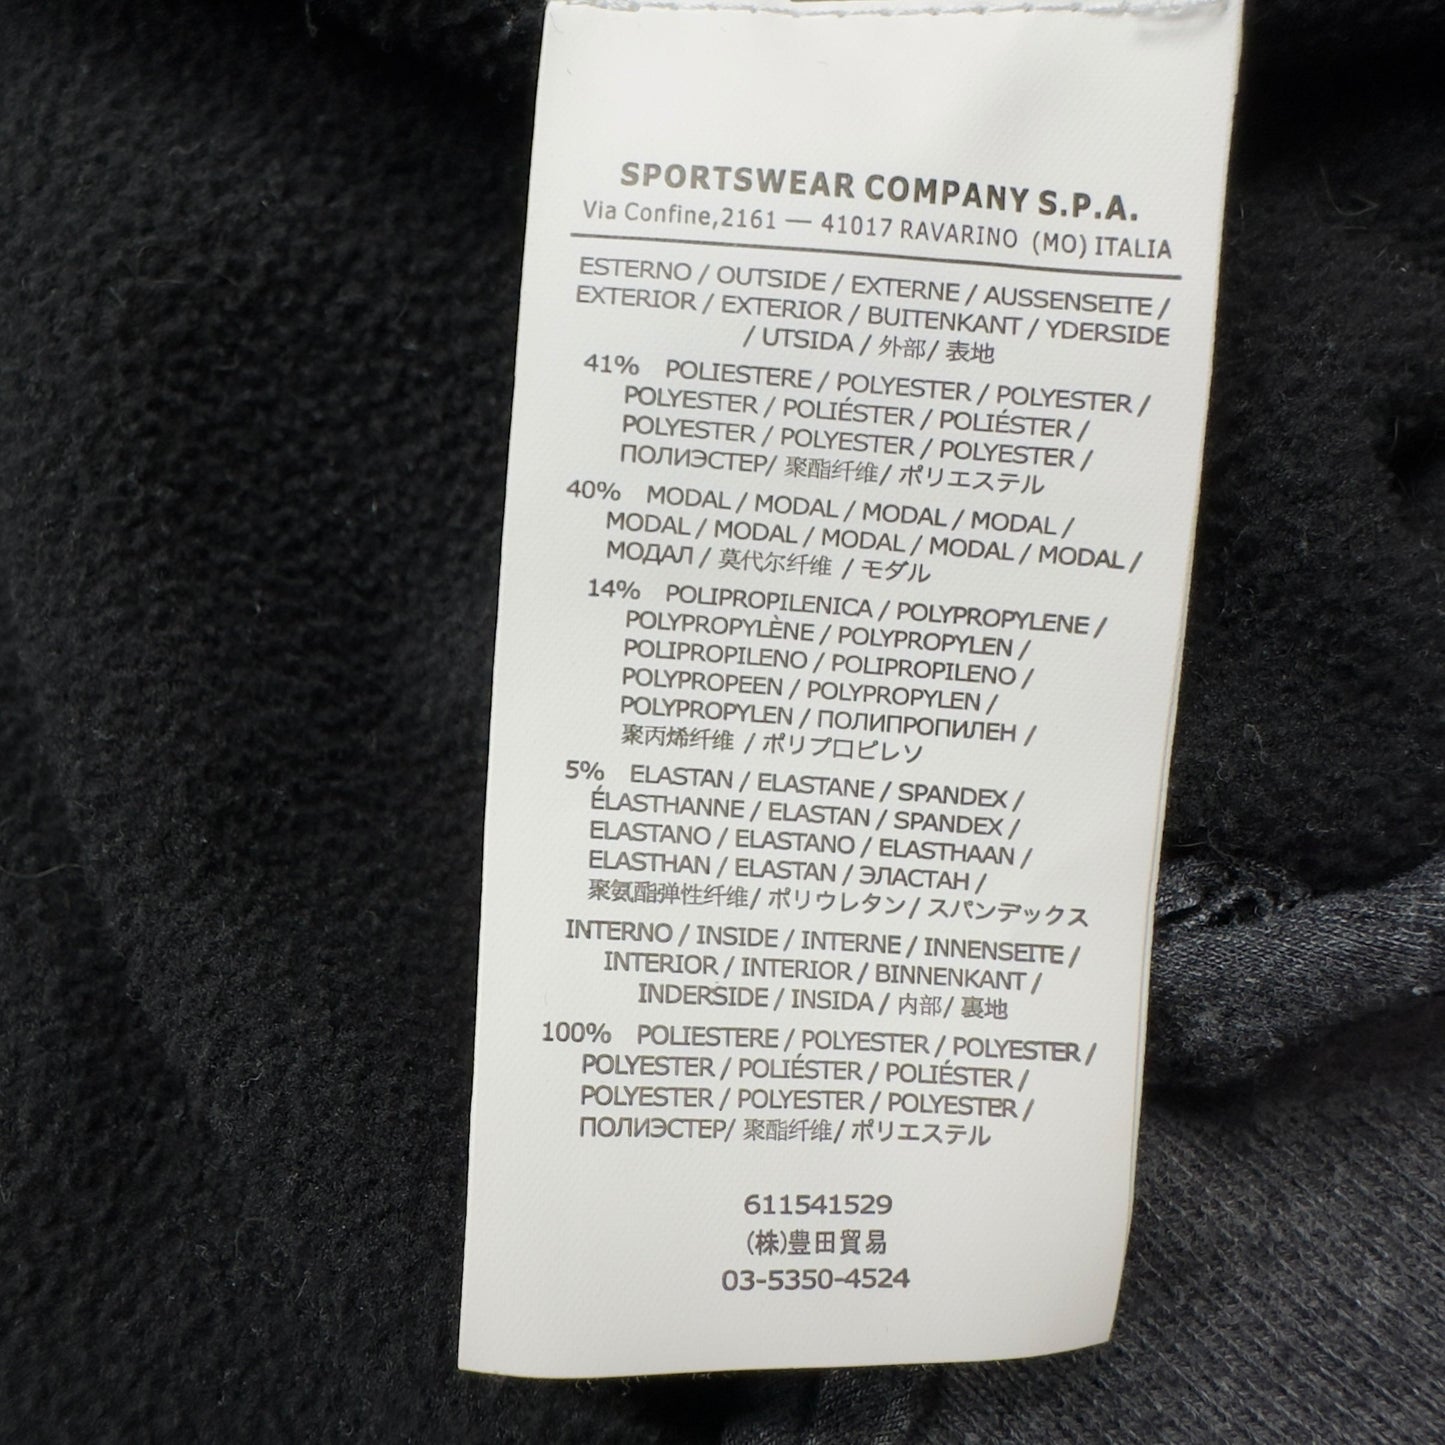 SPORTSWEAR COMPANY S.P.A.
Via Confine,2161 — 41017 RAVARINO (MO) ITALIA
ESTERNO / OUTSIDE / EXTERNE / AUSSENSEITE /
EXTERIOR / EXTERIOR / BUITENKANT / YDERSIDE
/ UTSIDA / 外部/ 表地
41% POLIESTERE / POLYESTER / POLYESTER /
POLYESTER / POLIÉSTER / POLIÉSTER /
POLYESTER / POLYESTER / POLYESTER /
ПОЛИЭСТЕР/ 聚酯纤维/ ポリエステル
40% MODAL / MODAL / MODAL / MODAL /
MODAL / MODAL / MODAL / MODAL / MODAL /
МОДАЛ / 莫代尔纤维 / モダル
14% POLIPROPILENICA / POLYPROPYLENE /
POLYPROPYLÈNE / POLYPROPYLEN /
POLIPROPILENO / POLIPROPILENO /
POLYPROPEEN / POLYPROPYLEN /
POLYPROPYLEN / ПОЛИПРОПИЛЕН /
聚丙烯纤维 / ポリプロピレソ
5% ELASTAN / ELASTANE / SPANDEX /
ÉLASTHANNE / ELASTAN / SPANDEX /
ELASTANO / ELASTANO / ELASTHAAN /
ELASTHAN / ELASTAN / ЭЛАСТАН /
聚氨酯弹性纤维/ ポリウレタン/ スパンデックス
INTERNO / INSIDE / INTERNE / INNENSEITE /
INTERIOR / INTERIOR / BINNENKANT /
INDERSIDE / INSIDA / 内部/ 裏地
100% POLIESTERE / POLYESTER / POLYESTER /
POLYESTER / POLIÉSTER / POLIÉSTER /
POLYESTER / POLYESTER / POLYESTER /
ПОЛИЭСТЕР/ 聚酯纤维/ ポリエステル
611541529
(株)豊田貿易
03-5350-4524